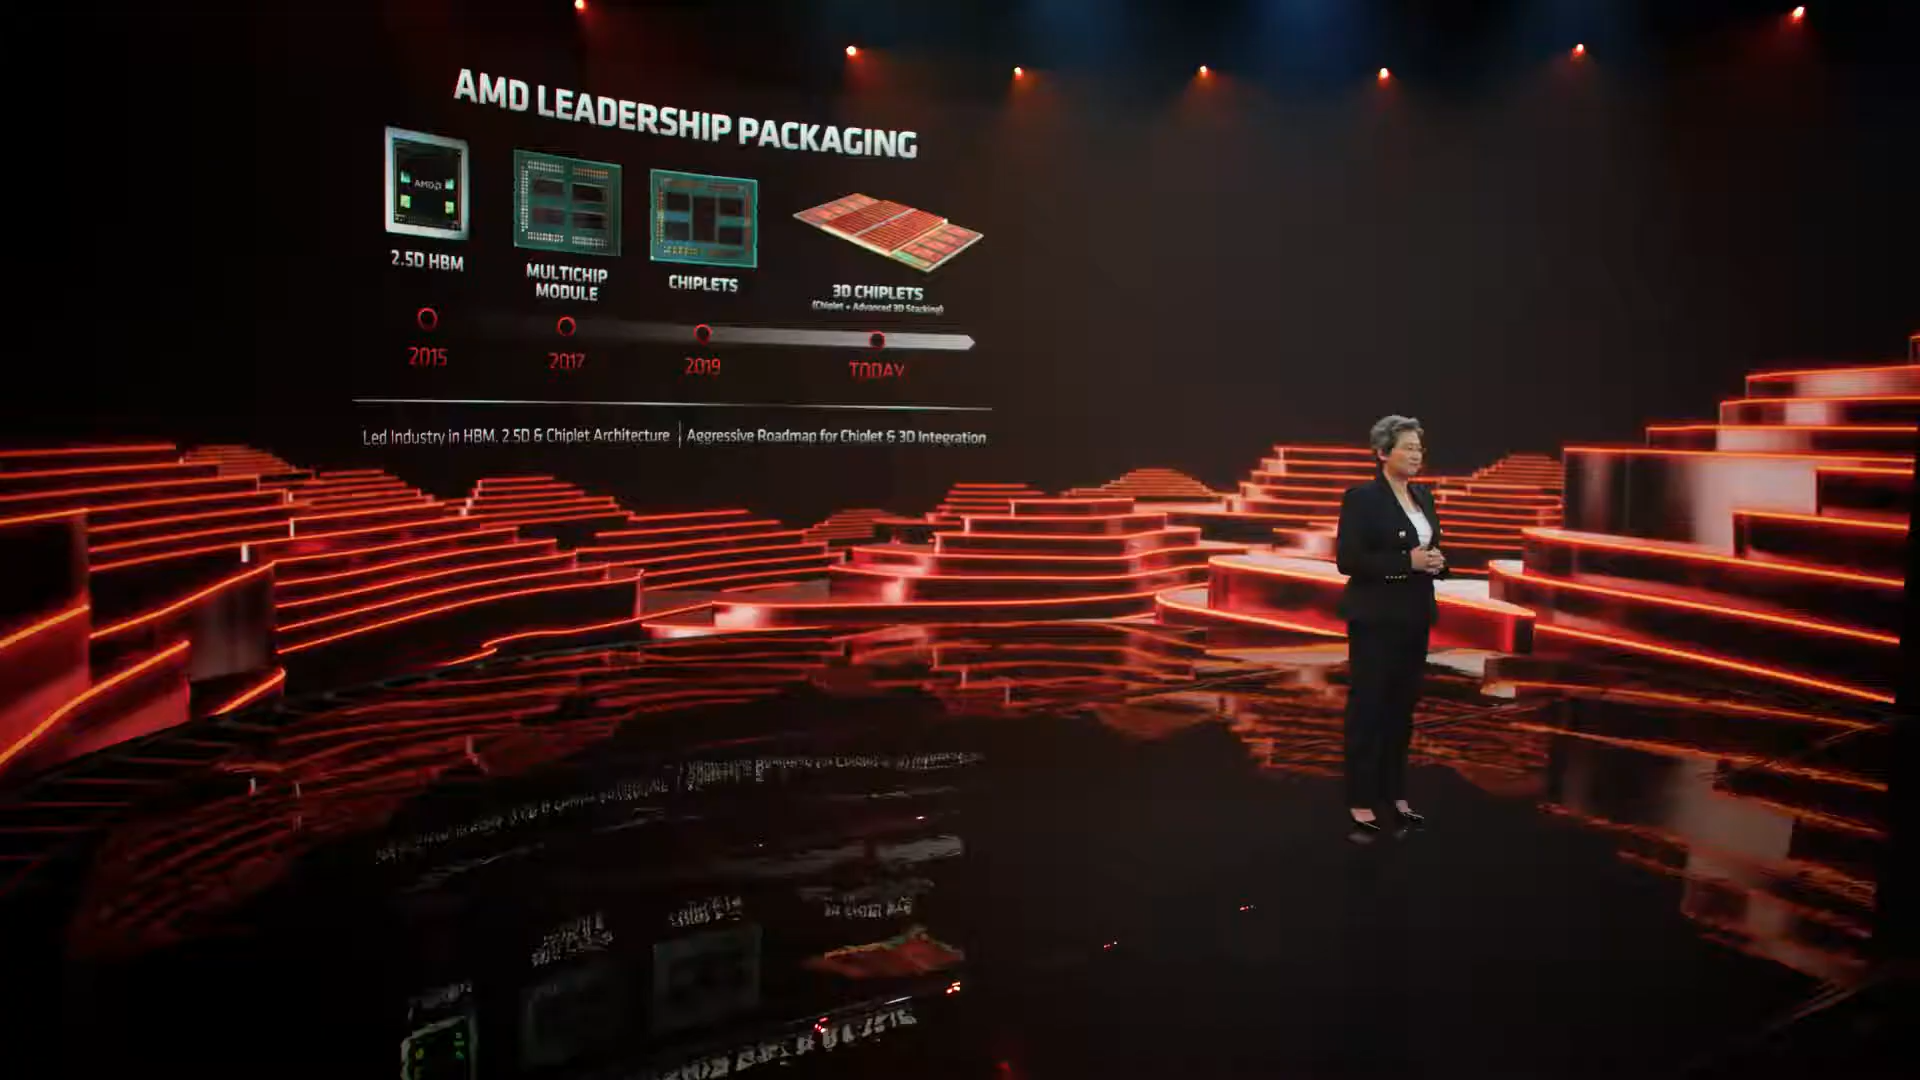 AMD LEADERSHIP PACKAGING
AMD
2.5D HBM
MULTICHIP
MODULE
CHIPLETS
3D CHIPLETS
(Chiplet + Advanced 3D Stacking)
2015
2017
2019
TODAY
Led Industry in HBM, 2.5D & Chiplet Architecture | Aggressive Roadmap for Chiplet & 3D Integration